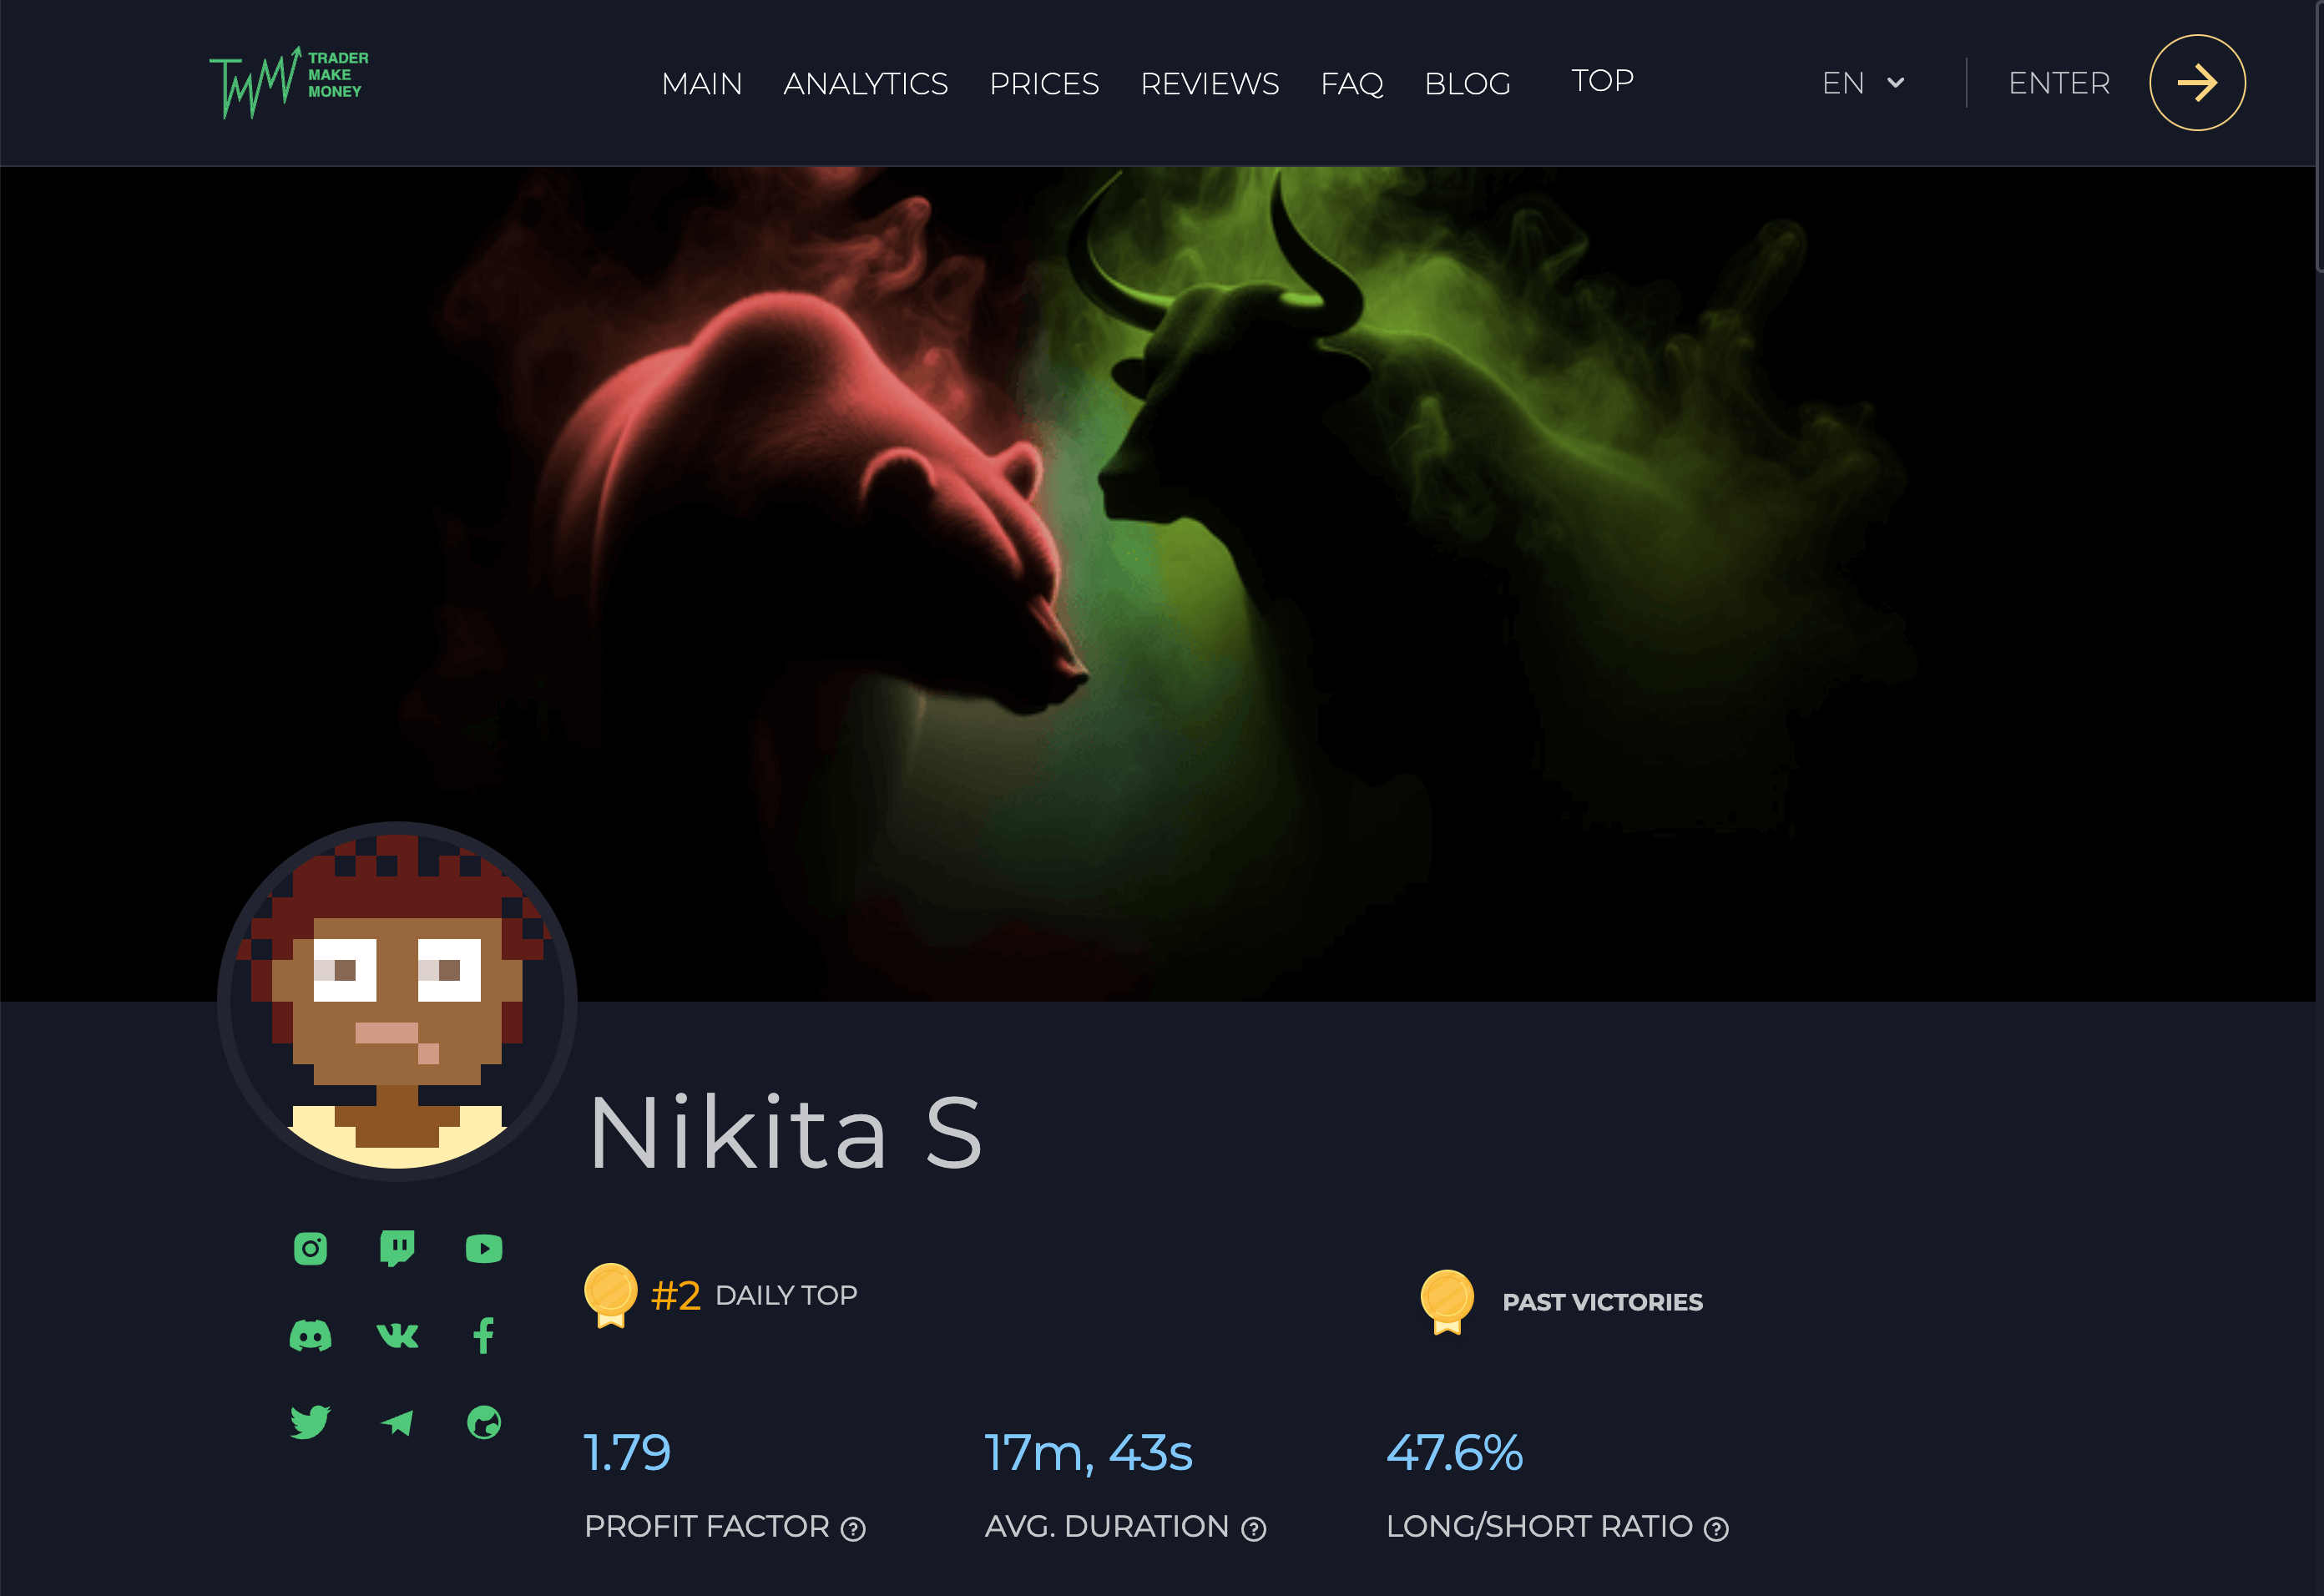 TRADER
MAKE
MONEY
MAIN ANALYTICS PRICES REVIEWS FAQ BLOG TOP EN ENTER
Nikita S
#2 DAILY TOP
PAST VICTORIES
1.79 17m, 43s 47.6%
PROFIT FACTOR ? AVG. DURATION ? LONG/SHORT RATIO ?